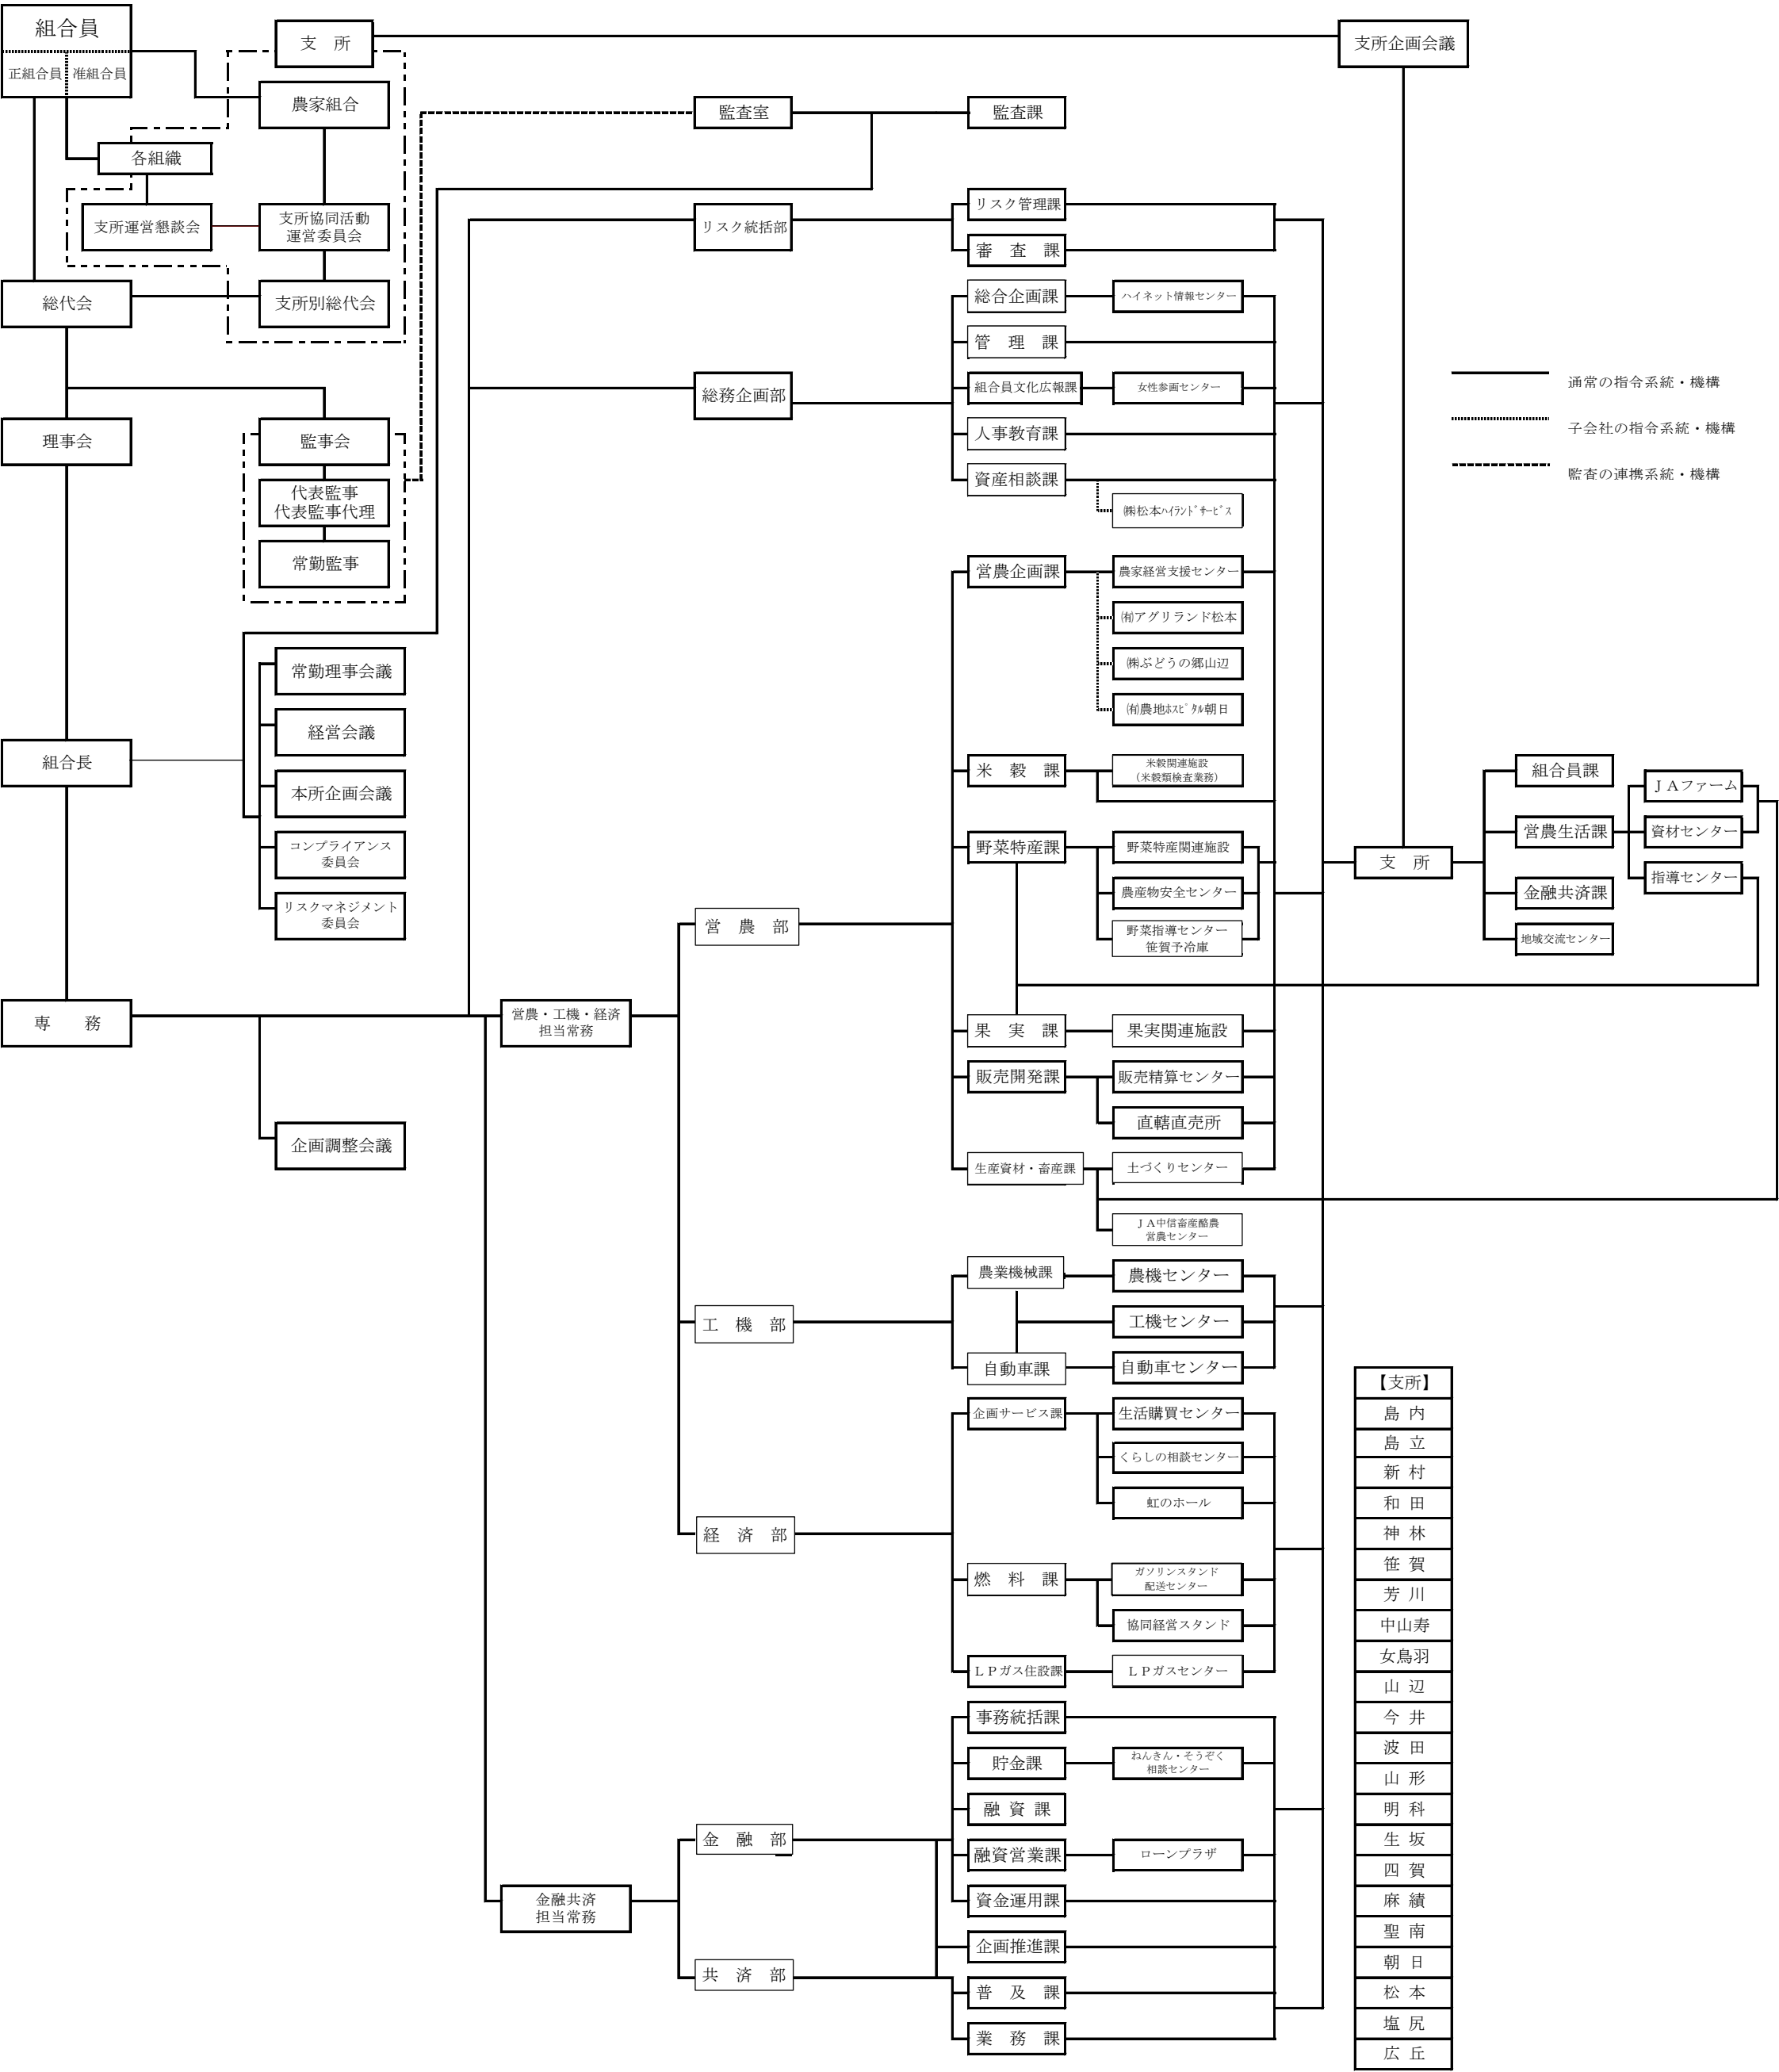 組合員
正組合員
准組合員
支　所
農家組合
各組織
支所運営懇談会
支所協同活動
運営委員会
総代会
支所別総代会
理事会
監事会
代表監事
代表監事代理
常勤監事
常勤理事会議
経営会議
組合長
本所企画会議
コンプライアンス
委員会
リスクマネジメント
委員会
専　　務
企画調整会議
営農・工機・経済
担当常務
金融共済
担当常務
監査室
監査課
リスク統括部
リスク管理課
審　査　課
総務企画部
総合企画課
ハイネット情報センター
管　理　課
組合員文化広報課
女性参画センター
人事教育課
資産相談課
㈱松本ﾊｲﾗﾝﾄﾞｻｰﾋﾞｽ
営　農　部
営農企画課
農家経営支援センター
㈲アグリランド松本
㈱ぶどうの郷山辺
㈲農地ﾎｽﾋﾟﾀﾙ朝日
米　穀　課
米穀関連施設
（米穀類検査業務）
野菜特産課
野菜特産関連施設
農産物安全センター
野菜指導センター
笹賀予冷庫
果　実　課
果実関連施設
販売開発課
販売精算センター
直轄直売所
生産資材・畜産課
土づくりセンター
ＪＡ中信畜産酪農
営農センター
工　機　部
農業機械課
農機センター
工機センター
自動車課
自動車センター
経　済　部
企画サービス課
生活購買センター
くらしの相談センター
虹のホール
燃　料　課
ガソリンスタンド
配送センター
協同経営スタンド
ＬＰガス住設課
ＬＰガスセンター
金　融　部
事務統括課
貯金課
ねんきん・そうぞく
相談センター
融 資 課
融資営業課
ローンプラザ
資金運用課
企画推進課
共　済　部
普　及　課
業　務　課
支所企画会議
通常の指令系統・機構
子会社の指令系統・機構
監査の連携系統・機構
支　所
組合員課
営農生活課
金融共済課
地域交流センター
ＪＡファーム
資材センター
指導センター
【支所】
島 内
島 立
新 村
和 田
神 林
笹 賀
芳 川
中山寿
女鳥羽
山 辺
今 井
波 田
山 形
明 科
生 坂
四 賀
麻 績
聖 南
朝 日
松 本
塩 尻
広 丘